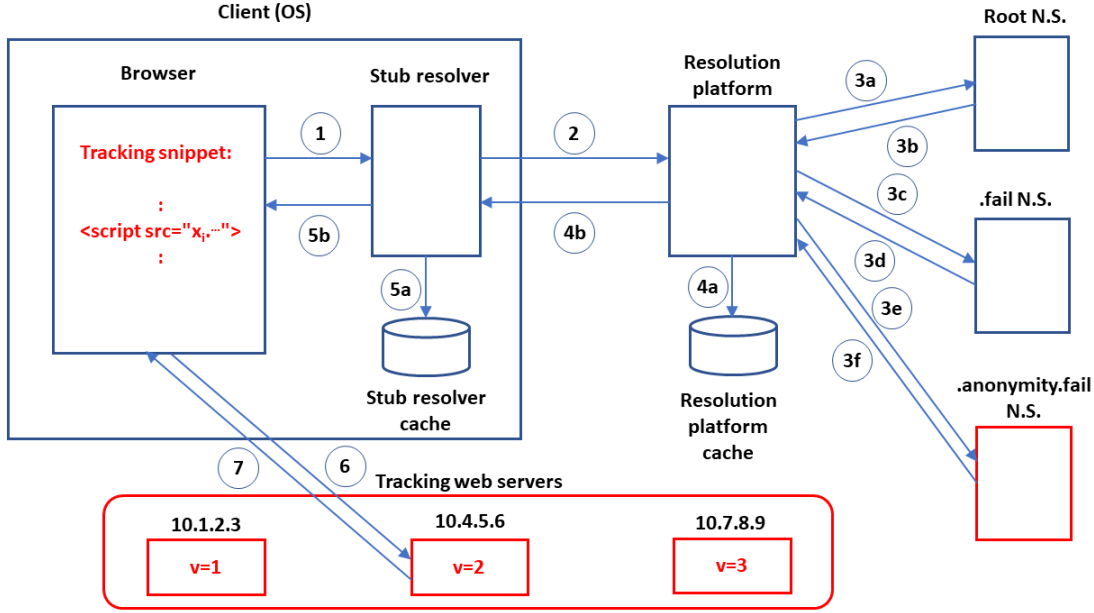 Client (OS)
Root N.S.
Browser
Stub resolver
Resolution
platform
3a
1
2
Tracking snippet:
3b
:
3c
.fail N.S.
<script src="xᵢ.…">
5b
4b
:
3d
5a
4a
3e
3f
Stub resolver
cache
Resolution
platform
cache
.anonymity.fail
N.S.
7
6
Tracking web servers
10.1.2.3
10.4.5.6
10.7.8.9
v=1
v=2
v=3